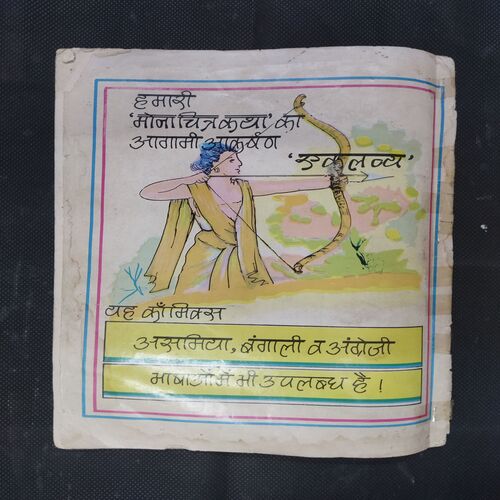 हमारी
'मोनाचित्रकथा' का
आगामी आकर्षण
'एकलव्य'
यह कॉमिक्स
असमिया, बंगाली व अंग्रेजी
भाषाओं में भी उपलब्ध है !